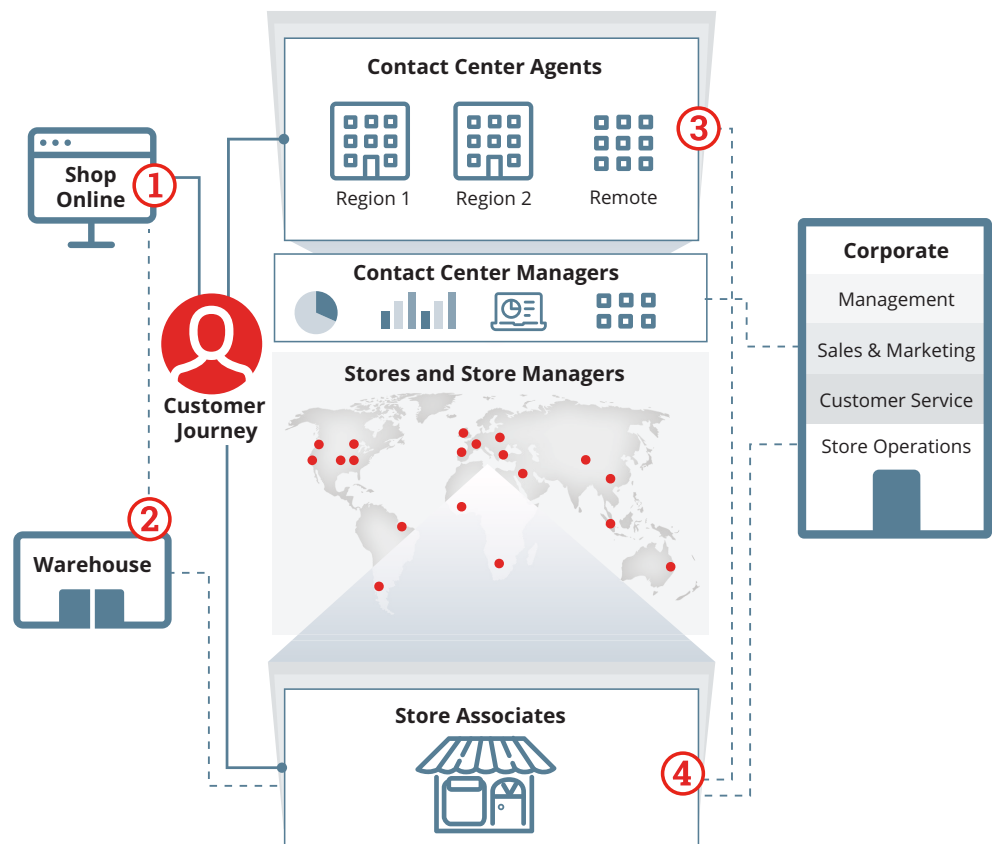 Contact Center Agents
Region 1
Region 2
Remote
3
Shop
Online
1
Contact Center Managers
Corporate
Management
Sales & Marketing
Customer Service
Store Operations
Stores and Store Managers
Customer
Journey
2
Warehouse
Store Associates
4